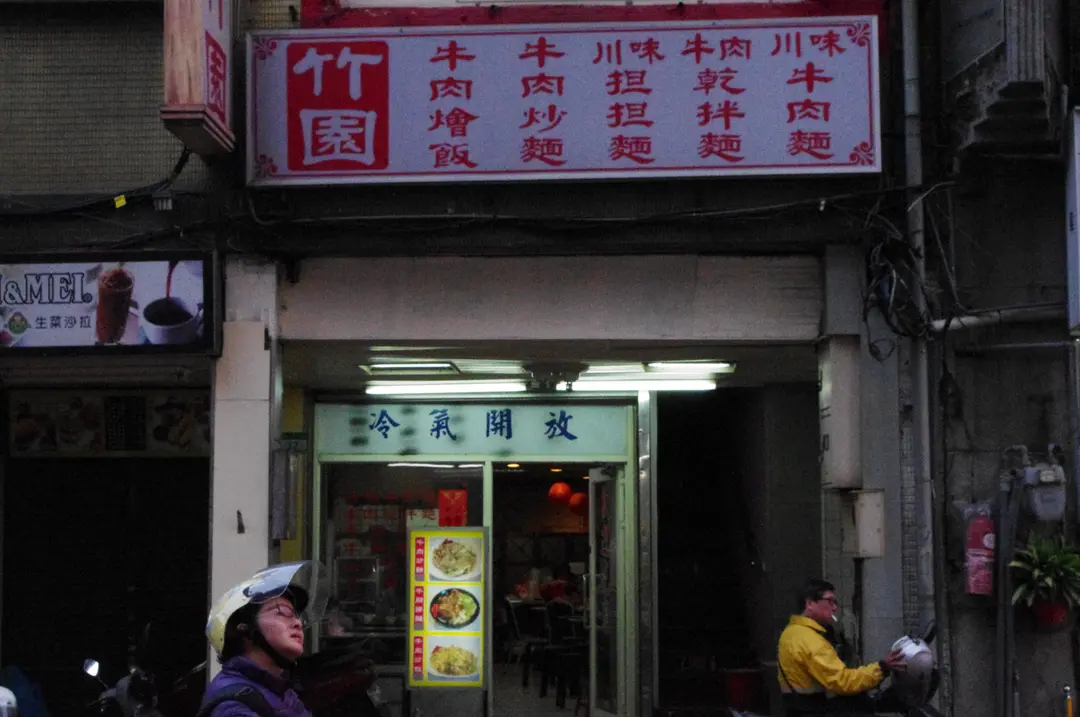 竹園
牛肉燴飯
牛肉炒麵
川味担担麵
牛肉乾拌麵
川味牛肉麵
&MEI®
生菜沙拉
冷氣開放